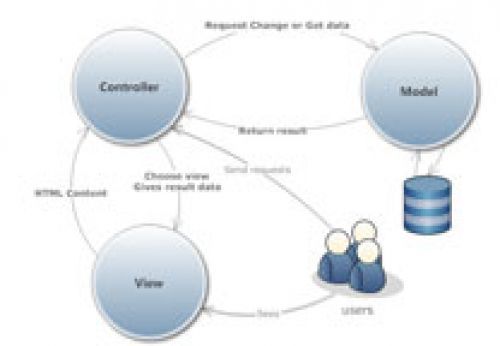 Request Change or Get data
Controller
Model
Return result
Send requests
Choose view
Gives result data
HTML Content
View
Sees
users